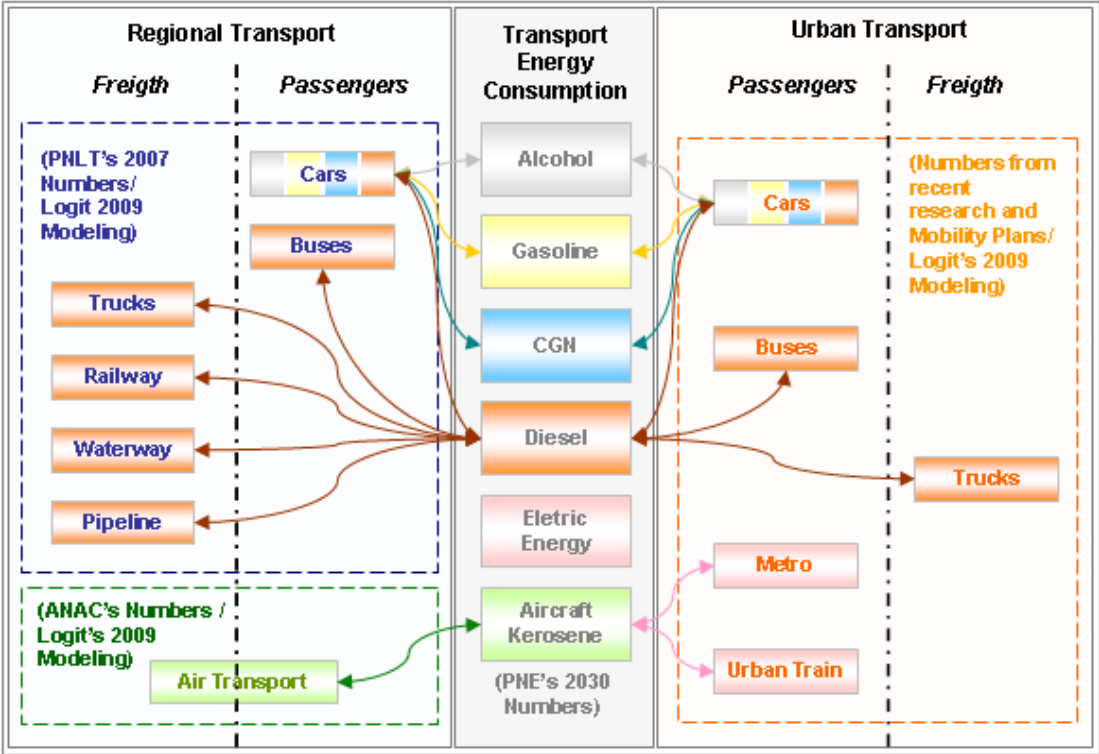 Regional Transport
Freigth
Passengers
(PNLT's 2007
Numbers/
Logit 2009
Modeling)
Cars
Buses
Trucks
Railway
Waterway
Pipeline
(ANAC's Numbers /
Logit's 2009
Modeling)
Air Transport
Transport
Energy
Consumption
Alcohol
Gasoline
CGN
Diesel
Eletric
Energy
Aircraft
Kerosene
(PNE's 2030
Numbers)
Urban Transport
Passengers
Freigth
Cars
Buses
Metro
Urban Train
(Numbers from
recent
research and
Mobility Plans/
Logit's 2009
Modeling)
Trucks